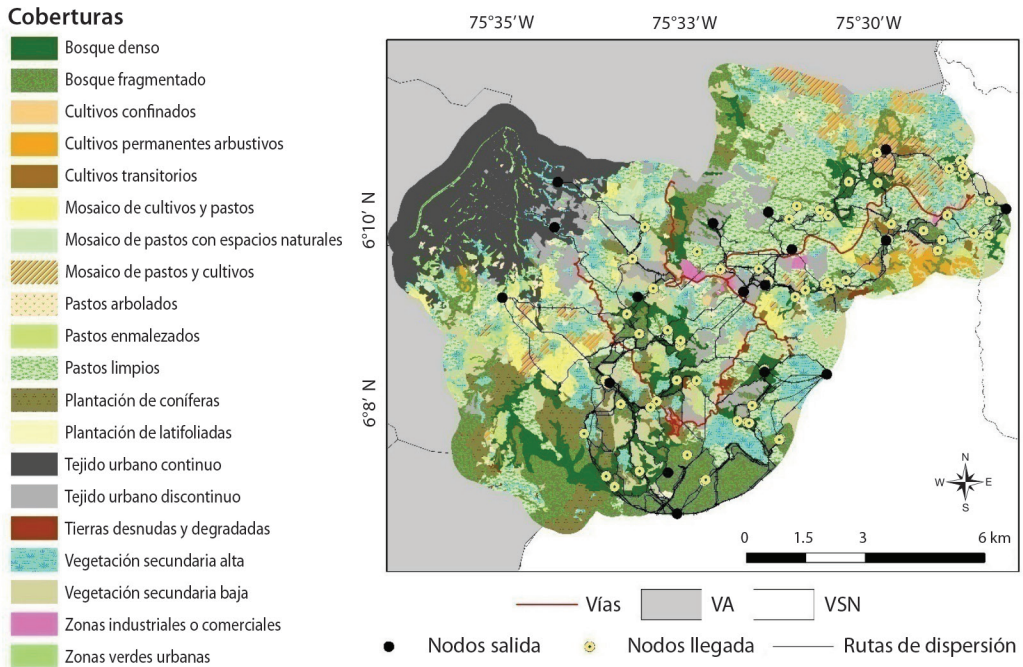 Coberturas
Bosque denso
Bosque fragmentado
Cultivos confinados
Cultivos permanentes arbustivos
Cultivos transitorios
Mosaico de cultivos y pastos
Mosaico de pastos con espacios naturales
Mosaico de pastos y cultivos
Pastos arbolados
Pastos enmalezados
Pastos limpios
Plantación de coníferas
Plantación de latifoliadas
Tejido urbano continuo
Tejido urbano discontinuo
Tierras desnudas y degradadas
Vegetación secundaria alta
Vegetación secundaria baja
Zonas industriales o comerciales
Zonas verdes urbanas
75°35'W 75°33'W 75°30'W
6°10' N
6°8' N
N
W E
S
0 1.5 3 6 km
Vías VA VSN
Nodos salida Nodos llegada Rutas de dispersión